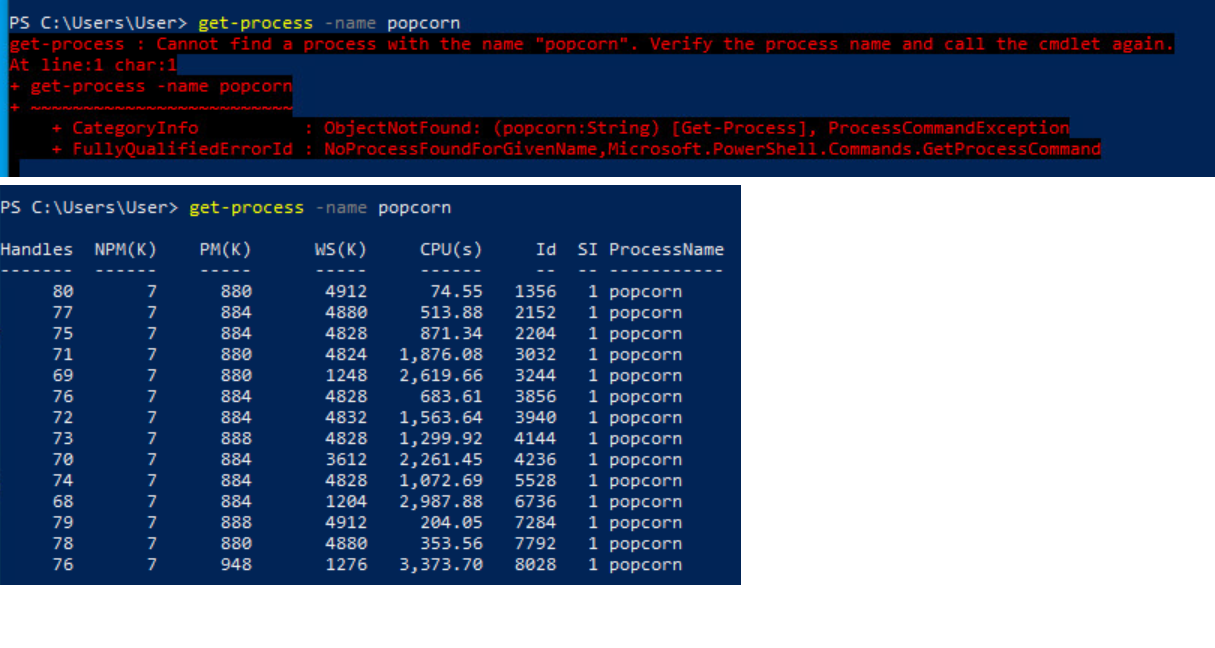 PS C:\Users\User> get-process -name popcorn
get-process : Cannot find a process with the name "popcorn". Verify the process name and call the cmdlet again.
At line:1 char:1
+ get-process -name popcorn
+ ~~~~~~~~~~~~~~~~~~~~~~~~~
    + CategoryInfo          : ObjectNotFound: (popcorn:String) [Get-Process], ProcessCommandException
    + FullyQualifiedErrorId : NoProcessFoundForGivenName,Microsoft.PowerShell.Commands.GetProcessCommand
PS C:\Users\User> get-process -name popcorn
Handles  NPM(K)    PM(K)      WS(K)     CPU(s)     Id  SI ProcessName
-------  ------    -----      -----     ------     --  -- -----------
     80       7      880       4912      74.55   1356   1 popcorn
     77       7      884       4880     513.88   2152   1 popcorn
     75       7      884       4828     871.34   2204   1 popcorn
     71       7      880       4824   1,876.08   3032   1 popcorn
     69       7      880       1248   2,619.66   3244   1 popcorn
     76       7      884       4828     683.61   3856   1 popcorn
     72       7      884       4832   1,563.64   3940   1 popcorn
     73       7      888       4828   1,299.92   4144   1 popcorn
     70       7      884       3612   2,261.45   4236   1 popcorn
     74       7      884       4828   1,072.69   5528   1 popcorn
     68       7      884       1204   2,987.88   6736   1 popcorn
     79       7      888       4912     204.05   7284   1 popcorn
     78       7      880       4880     353.56   7792   1 popcorn
     76       7      948       1276   3,373.70   8028   1 popcorn